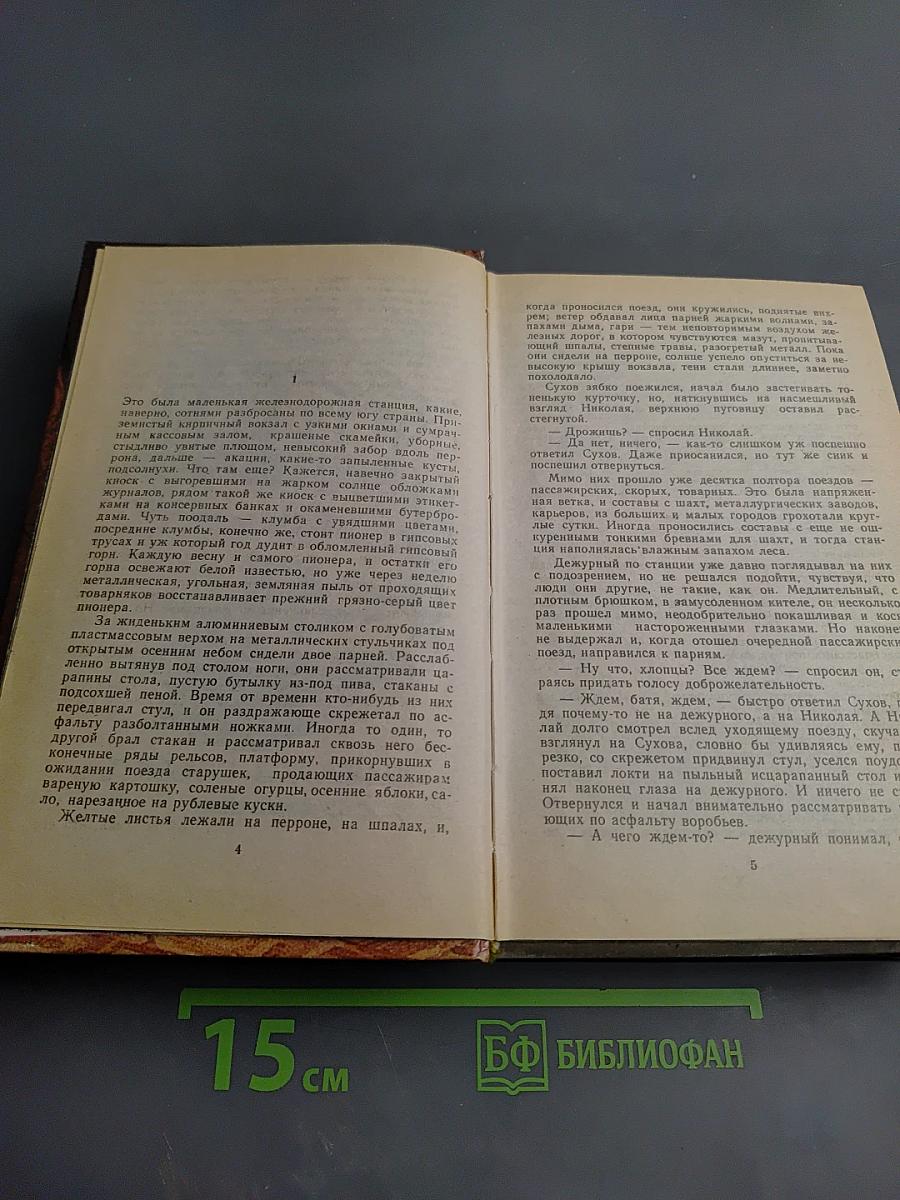 1
Это была маленькая железнодорожная станция, какие,
наверно, сотнями разбросаны по всему югу страны. При-
земистый кирпичный вокзал с узкими окнами и сумрач-
ным кассовым залом, крашеные скамейки, уборные,
стыдливо увитые плющом, невысокий забор вдоль пер-
рона, дальше — акации, какие-то запыленные кусты,
подсолнухи. Что там еще? Кажется, навечно закрытый
киоск с выгоревшими на жарком солнце обложками
журналов, рядом такой же киоск с выцветшими этикет-
ками на консервных банках и окаменевшими бутербро-
дами. Чуть поодаль — клумба с увядшими цветами,
посредине клумбы, конечно же, стоит пионер в гипсовых
трусах и уж который год дудит в обломленный гипсовый
горн. Каждую весну и самого пионера, и остатки его
горна освежают белой известью, но уже через неделю
металлическая, угольная, земляная пыль от проходящих
товарняков восстанавливает прежний грязно-серый цвет
пионера.
За жиденьким алюминиевым столиком с голубоватым
пластмассовым верхом на металлических стульчиках под
открытым осенним небом сидели двое парней. Расслаб-
ленно вытянув под столом ноги, они рассматривали ца-
рапины стола, пустую бутылку из-под пива, стаканы с
подсохшей пеной. Время от времени кто-нибудь из них
передвигал стул, и он раздражающе скрежетал по ас-
фальту разболтанными ножками. Иногда то один, то
другой брал стакан и рассматривал сквозь него бес-
конечные ряды рельсов, платформу, прикорнувших в
ожидании поезда старушек, продающих пассажирам
вареную картошку, соленые огурцы, осенние яблоки, са-
ло, нарезанное на рублевые куски.
Желтые листья лежали на перроне, на шпалах, и,
4
когда проносился поезд, они кружились, поднятые вих-
рем; ветер обдавал лица парней жаркими волнами, за-
пахами дыма, гари — тем неповторимым воздухом же-
лезных дорог, в котором чувствуются мазут, пропитыва-
ющий шпалы, степные травы, разогретый металл. Пока
они сидели на перроне, солнце успело опуститься за не-
высокую крышу вокзала, тени стали длиннее, заметно
похолодало.
Сухов зябко поежился, начал было застегивать то-
ненькую курточку, но, наткнувшись на насмешливый
взгляд Николая, верхнюю пуговицу оставил рас-
стегнутой.
— Дрожишь? — спросил Николай.
— Да нет, ничего, — как-то слишком уж поспешно
ответил Сухов. Даже приосанился, но тут же сник и
поспешил отвернуться.
Мимо них прошло уже десятка полтора поездов —
пассажирских, скорых, товарных. Это была напряжен-
ная ветка, и составы с шахт, металлургических заводов,
карьеров, из больших и малых городов грохотали круг-
лые сутки. Иногда проносились составы с еще не ош-
куренными тонкими бревнами для шахт, и тогда стан-
ция наполнялась влажным запахом леса.
Дежурный по станции уже давно поглядывал на них
с подозрением, но не решался подойти, чувствуя, что
люди они другие, не такие, как он. Медлительный, с
плотным брюшком, в замусоленном кителе, он несколько
раз прошел мимо, неодобрительно покашливая и кося
маленькими настороженными глазками. Но наконец
не выдержал и, когда отошел очередной пассажирский
поезд, направился к парням.
— Ну что, хлопцы? Все ждем? — спросил он, ст
раясь придать голосу доброжелательность.
— Ждем, батя, ждем, — быстро ответил Сухов,
дя почему-то не на дежурного, а на Николая. А Ни
лай долго смотрел вслед уходящему поезду, скуча
взглянул на Сухова, словно бы удивляясь ему, п
резко, со скрежетом придвинул стул, уселся поудо
поставил локти на пыльный исцарапанный стол и
нял наконец глаза на дежурного. И ничего не с
Отвернулся и начал внимательно рассматривать
ющих по асфальту воробьев.
— А чего ждем-то? — дежурный понимал,
5
15 см
БФ БИБЛИОФАН